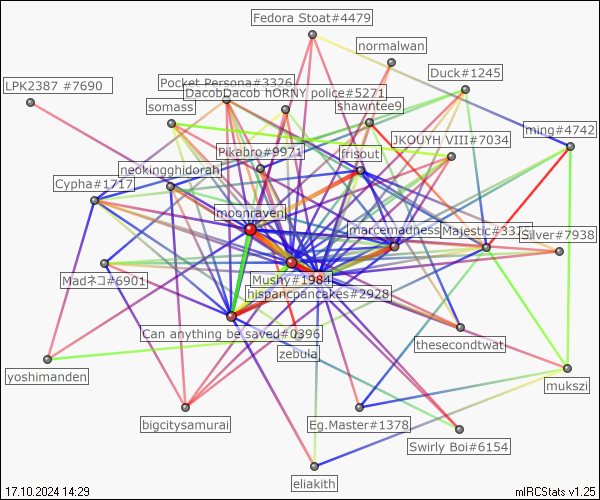 Fedora Stoat#4479
normalwan
Duck#1245
LPK2387 #7690
Pocket Persona#3326
DacobDacob hORNY police#5271
somass
shawntee9
ming#4742
JKOUYH VIII#7034
Pikabro#9971
frisout
neokingghidorah
Cypha#1717
moonraven
marcemadness
Majestic#33
Silver#7938
Madネコ#6901
Mushy#1984
hispancpancakes#2928
Can anything be saved#0396
zebula
thesecondtwat
yoshimanden
mukszi
bigcitysamurai
Eg.Master#1378
Swirly Boi#6154
eliakith
17.10.2024 14:29
mIRCStats v1.25